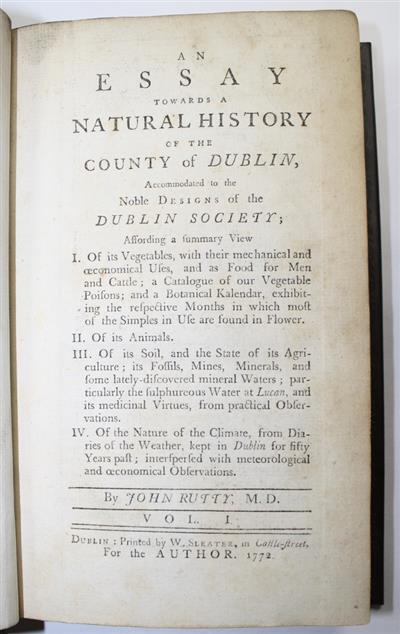 AN
ESSAY
TOWARDS A
NATURAL HISTORY
OF THE
COUNTY of DUBLIN,
Accommodated to the
Noble DESIGNS of the
DUBLIN SOCIETY;
Affording a summary View
I. Of its Vegetables, with their mechanical and
œconomical Uſes, and as Food for Men
and Cattle; a Catalogue of our Vegetable
Poiſons; and a Botanical Kalendar, exhibit-
ing the reſpective Months in which moſt
of the Simples in Uſe are found in Flower.
II. Of its Animals.
III. Of its Soil, and the State of its Agri-
culture; its Foſſils, Mines, Minerals, and
ſome lately-diſcovered mineral Waters; par-
ticularly the ſulphureous Water at Lucan, and
its medicinal Virtues, from practical Obſer-
vations.
IV. Of the Nature of the Climate, from Dia-
ries of the Weather, kept in Dublin for fifty
Years paſt; interſperſed with meteorological
and œconomical Obſervations.
By JOHN RUTTY, M.D.
VOL. I.
DUBLIN: Printed by W. SLEATER, in Caſtle-ſtreet,
For the AUTHOR. 1772.